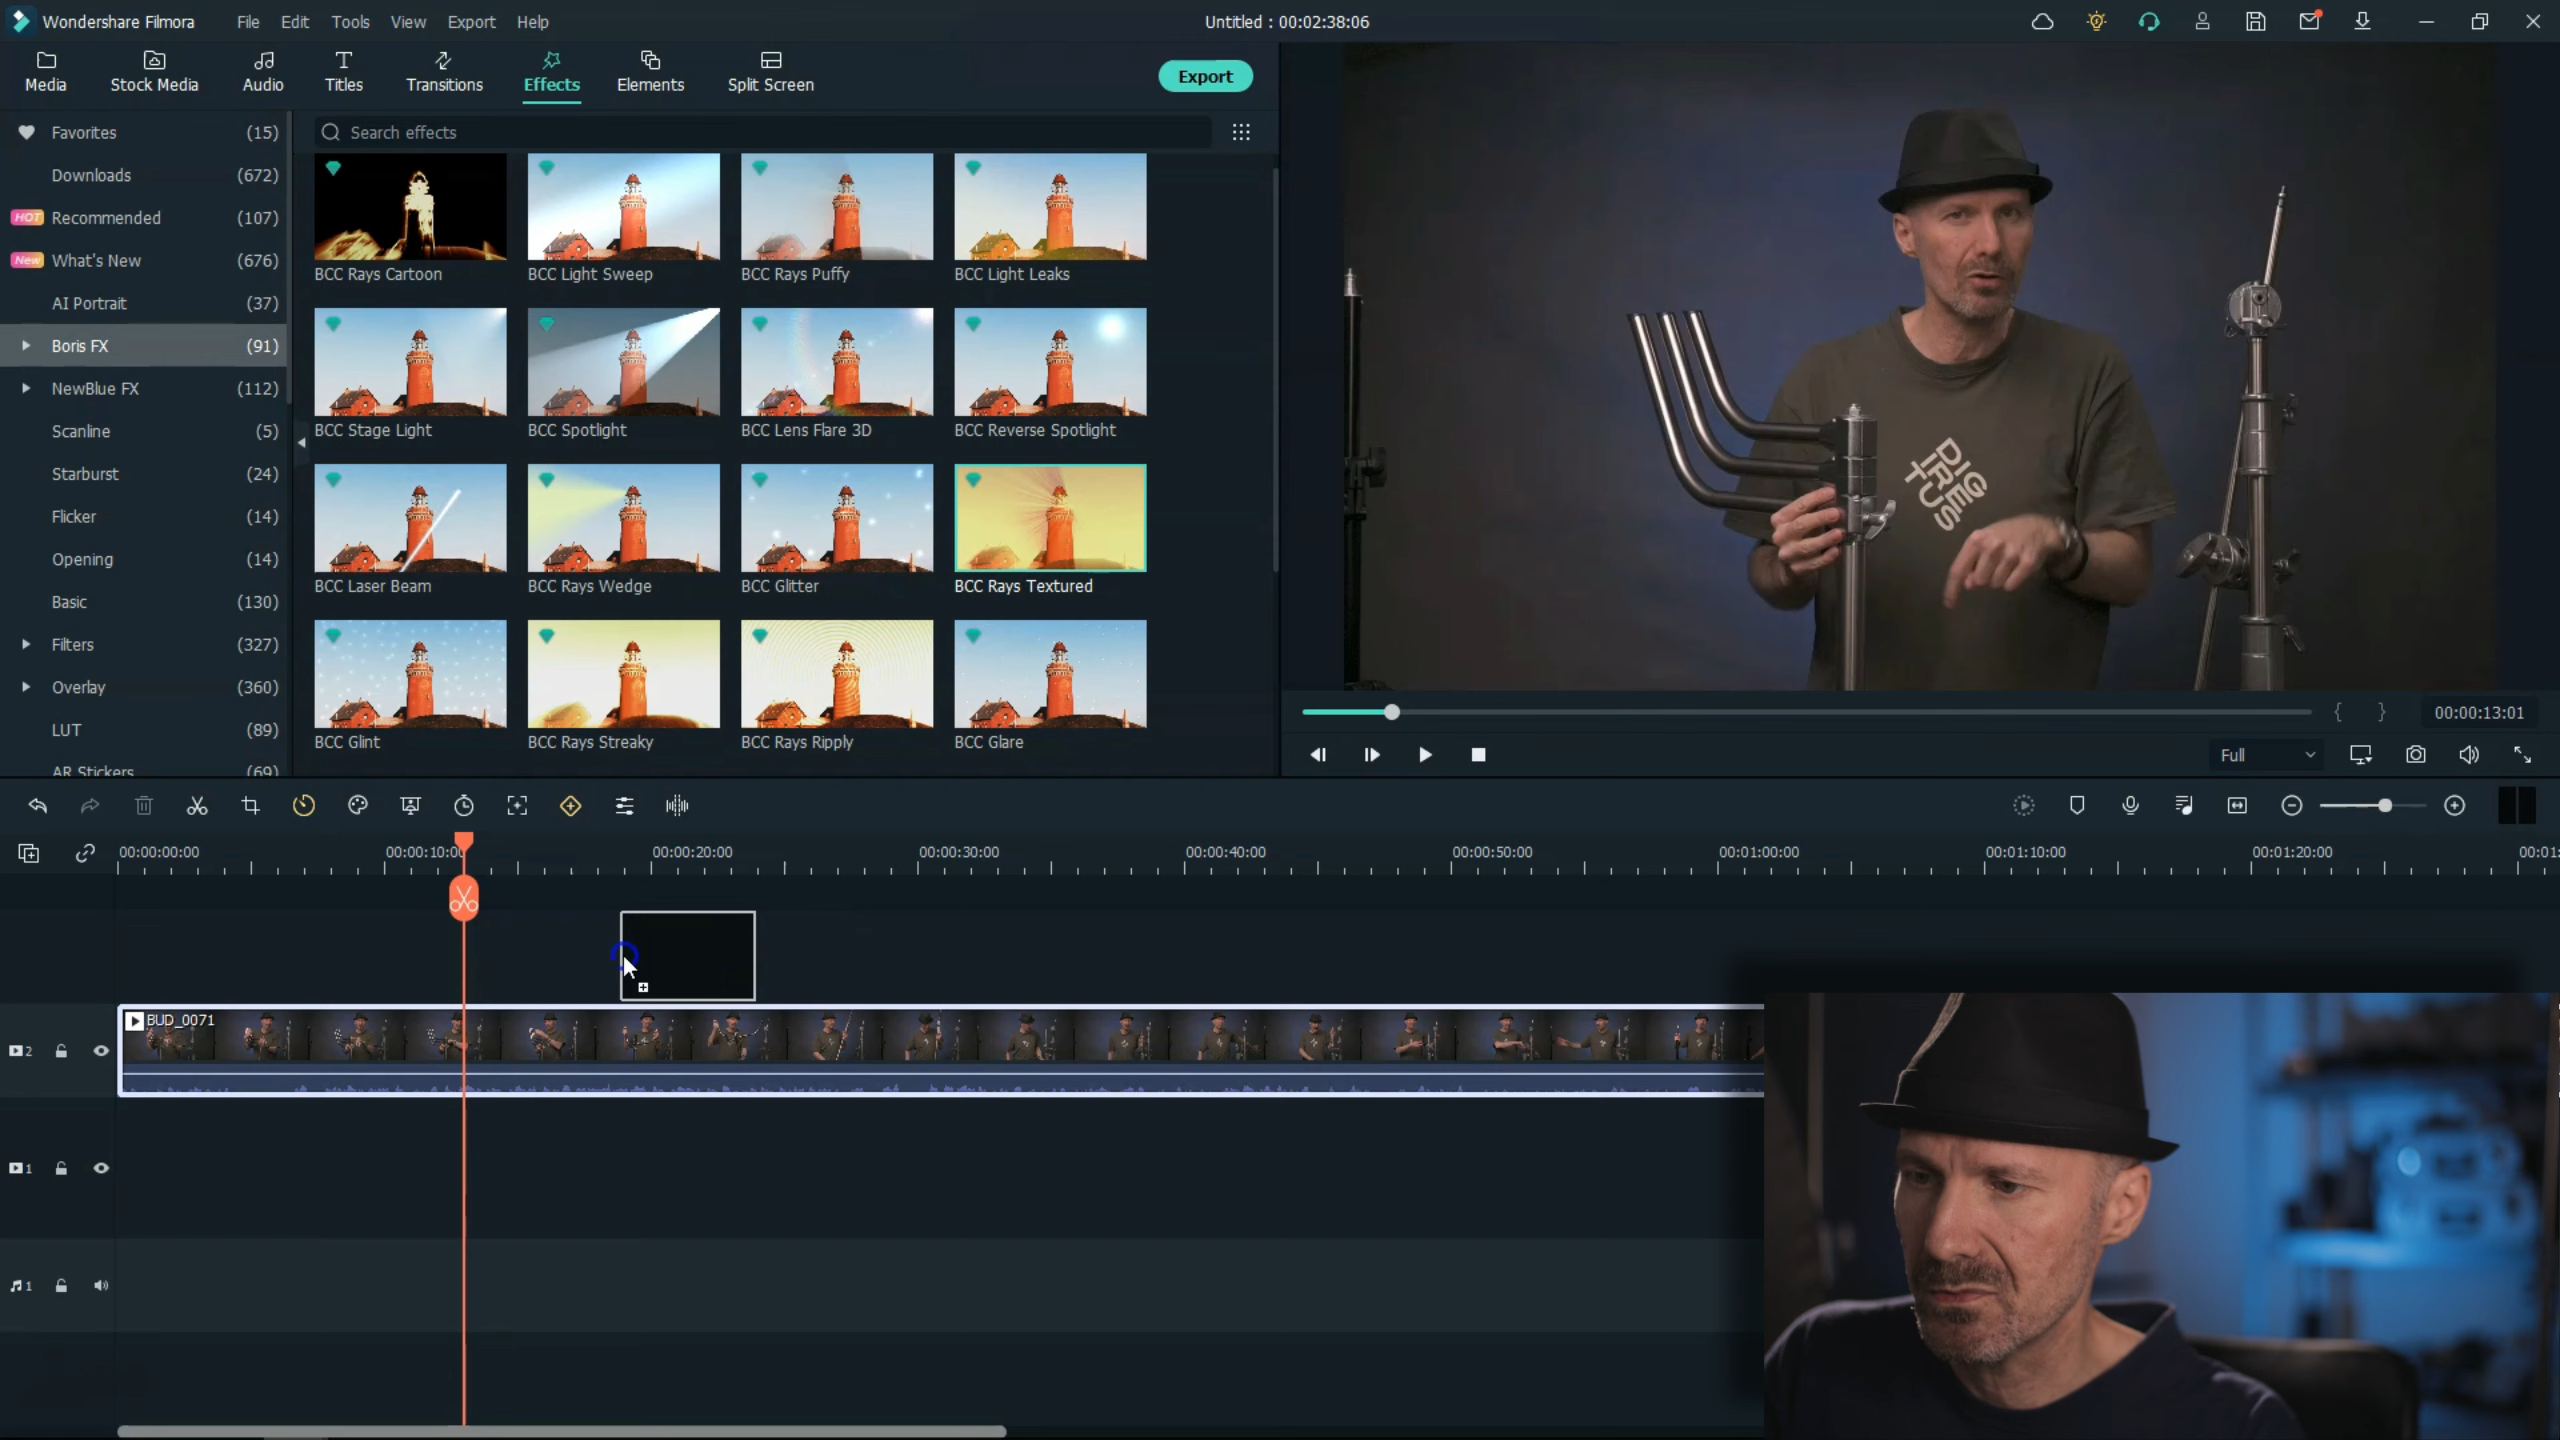 Wondershare Filmora File Edit Tools View Export Help Untitled : 00:02:38:06
Media Stock Media Audio Titles Transitions Effects Elements Split Screen Export
Search effects
Favorites (15)
Downloads (672)
HOT Recommended (107)
New What's New (676)
AI Portrait (37)
Boris FX (91)
NewBlue FX (112)
Scanline (5)
Starburst (24)
Flicker (14)
Opening (14)
Basic (130)
Filters (327)
Overlay (360)
LUT (89)
AR Stickers (69)
BCC Rays Cartoon BCC Light Sweep BCC Rays Puffy BCC Light Leaks
BCC Stage Light BCC Spotlight BCC Lens Flare 3D BCC Reverse Spotlight
BCC Laser Beam BCC Rays Wedge BCC Glitter BCC Rays Textured
BCC Glint BCC Rays Streaky BCC Rays Ripply BCC Glare
DIG
ITRES
TUS
{ } 00:00:13:01
Full
00:00:00:00 00:00:10:00 00:00:20:00 00:00:30:00 00:00:40:00 00:00:50:00 00:01:00:00 00:01:10:00 00:01:20:00 00:01:
BUD_0071
2
1
1